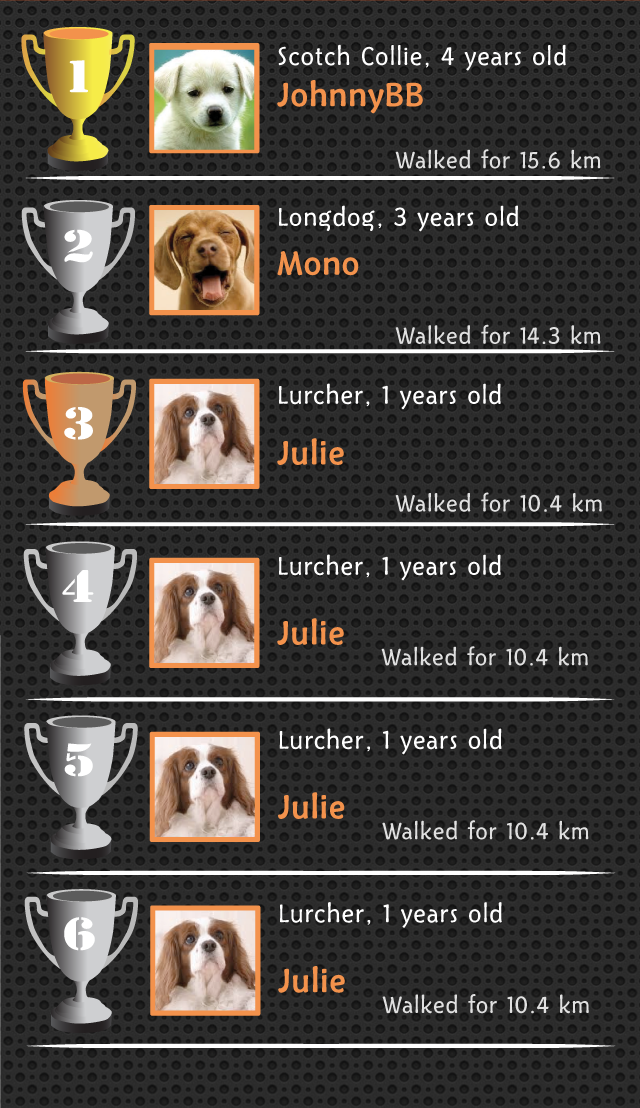 1
Scotch Collie, 4 years old
JohnnyBB
Walked for 15.6 km
2
Longdog, 3 years old
Mono
Walked for 14.3 km
3
Lurcher, 1 years old
Julie
Walked for 10.4 km
4
Lurcher, 1 years old
Julie
Walked for 10.4 km
5
Lurcher, 1 years old
Julie
Walked for 10.4 km
6
Lurcher, 1 years old
Julie
Walked for 10.4 km